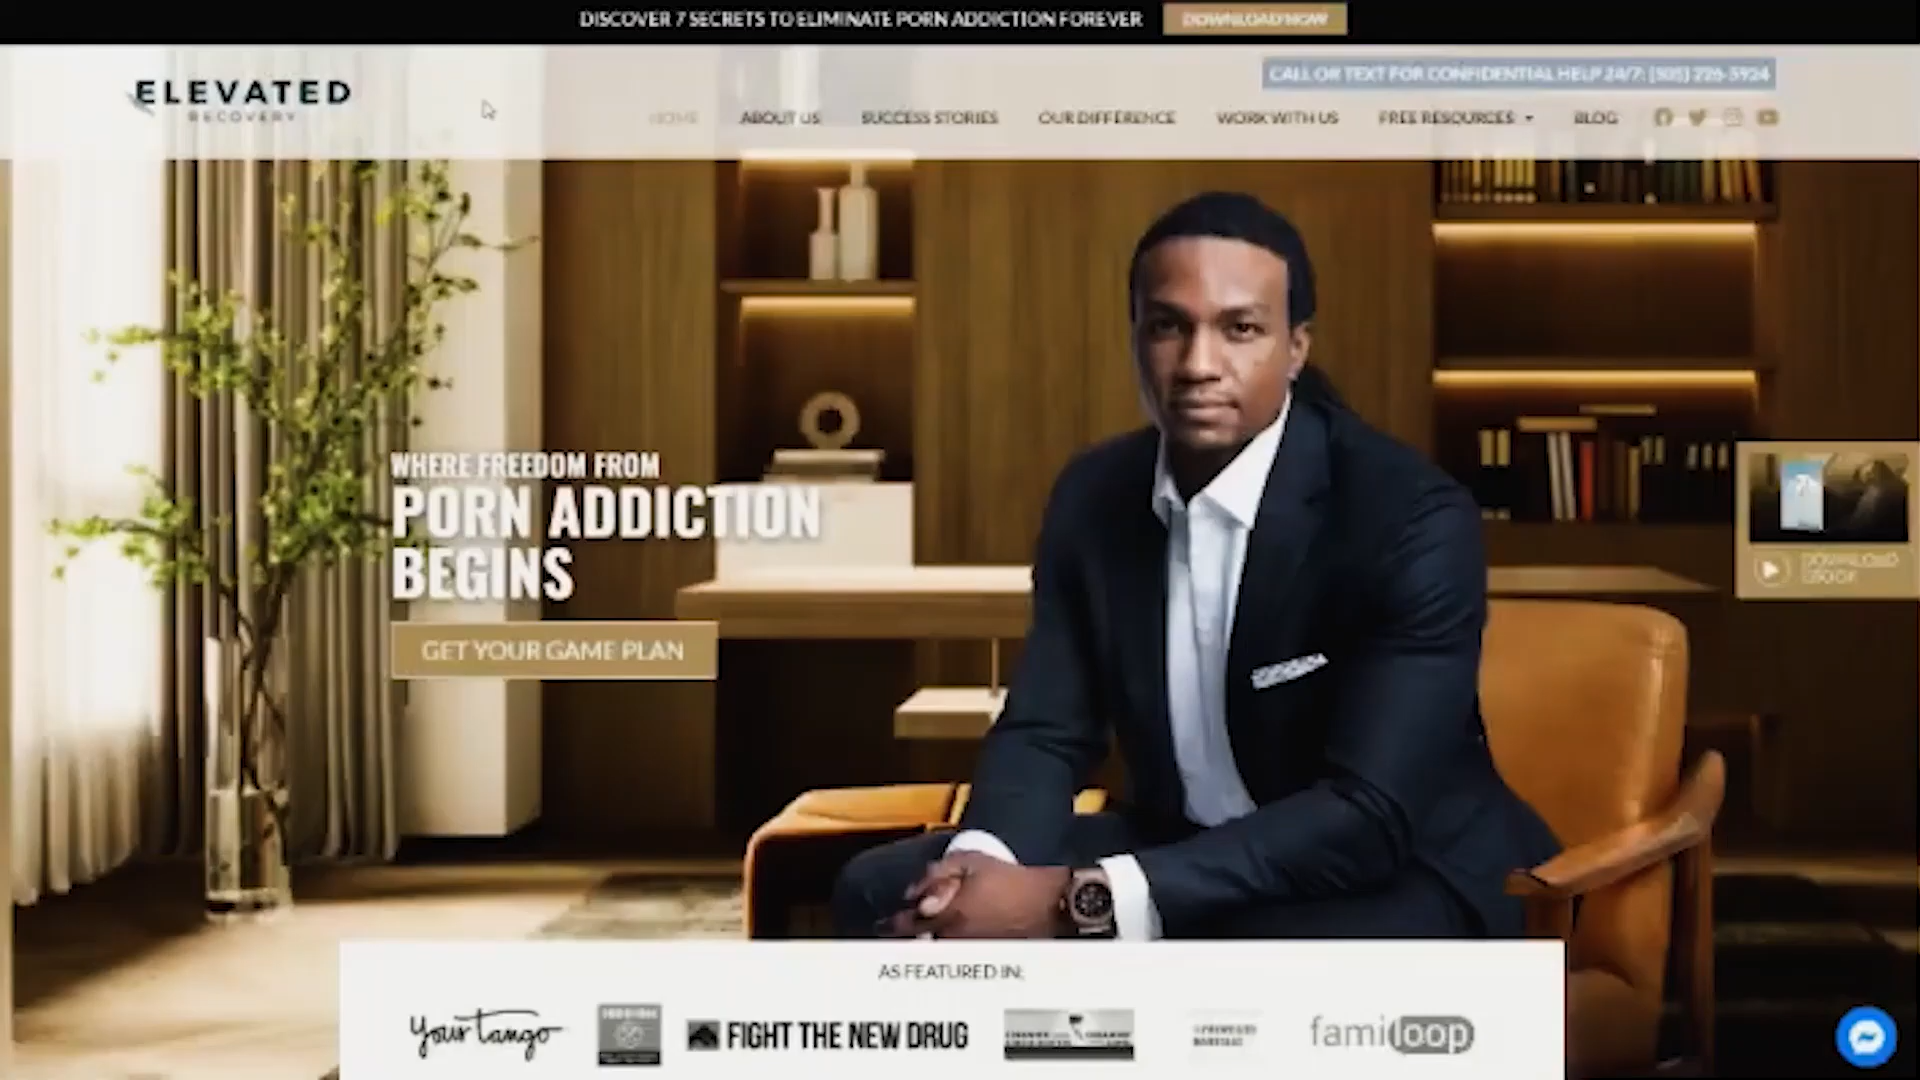 DISCOVER 7 SECRETS TO ELIMINATE PORN ADDICTION FOREVER
DOWNLOAD NOW
CALL OR TEXT FOR CONFIDENTIAL HELP 24/7:
ELEVATED
RECOVERY
HOME
ABOUT US
SUCCESS STORIES
OUR DIFFERENCE
WORK WITH US
FREE RESOURCES
BLOG
WHERE FREEDOM FROM
PORN ADDICTION
BEGINS
GET YOUR GAME PLAN
DOWNLOAD
EBOOK
AS FEATURED IN:
Your tango
FIGHT THE NEW DRUG
familoop